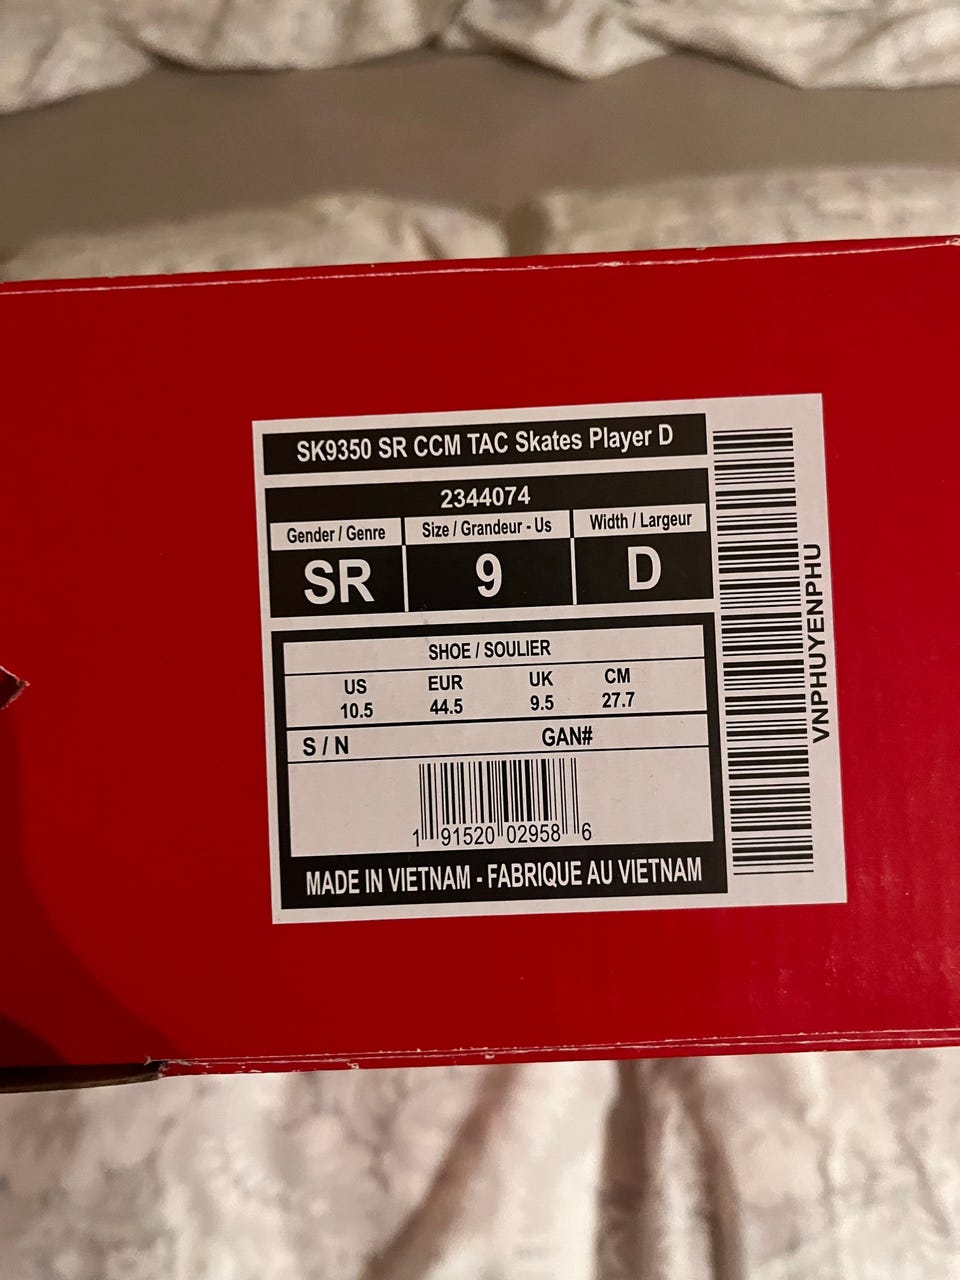 SK9350 SR CCM TAC Skates Player D
2344074
Gender / Genre Size / Grandeur - Us Width / Largeur
SR 9 D
SHOE / SOULIER
US EUR UK CM
10.5 44.5 9.5 27.7
S / N GAN#
1 91520 02958 6
MADE IN VIETNAM - FABRIQUE AU VIETNAM
VNPHUYENPHU